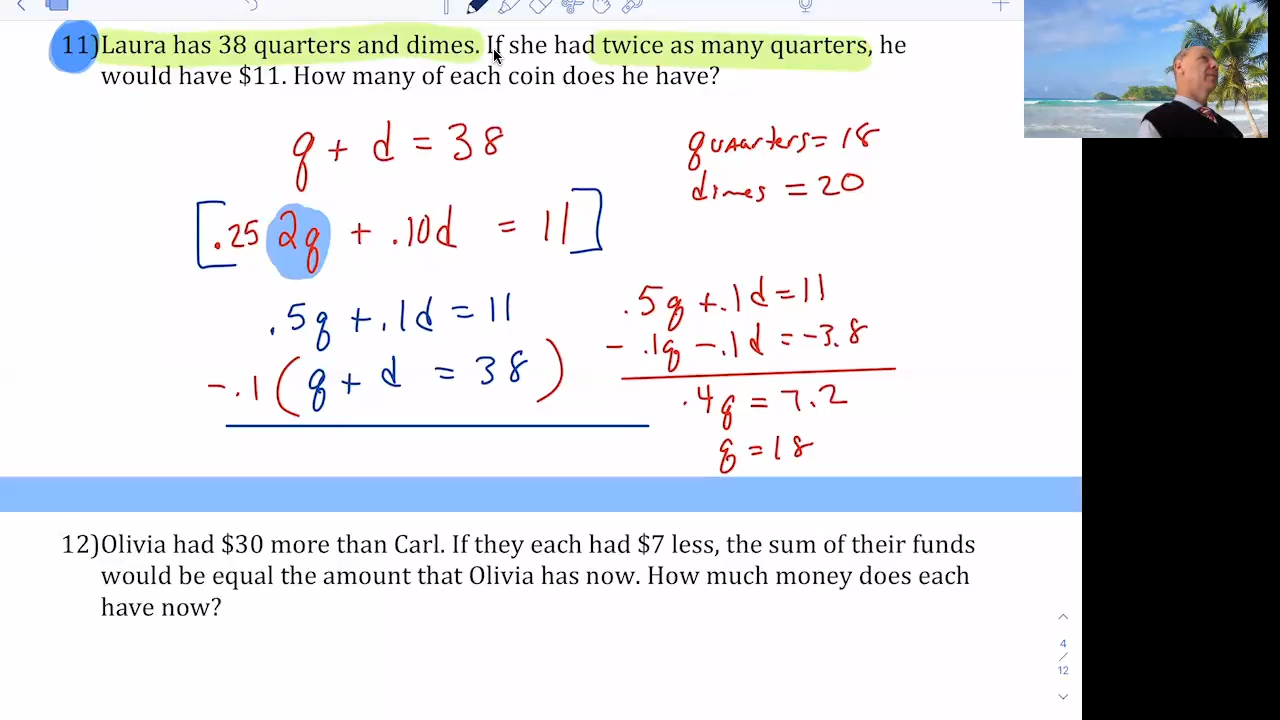 11) Laura has 38 quarters and dimes. If she had twice as many quarters, he
would have $11. How many of each coin does he have?
q + d = 38
quarters = 18
dimes = 20
[.25 2q + .10d = 11]
.5q + .1d = 11
-.1 (q + d = 38)
.5q + .1d = 11
- .1q - .1d = -3.8
.4q = 7.2
q = 18
12) Olivia had $30 more than Carl. If they each had $7 less, the sum of their funds
would be equal the amount that Olivia has now. How much money does each
have now?
4
/
12